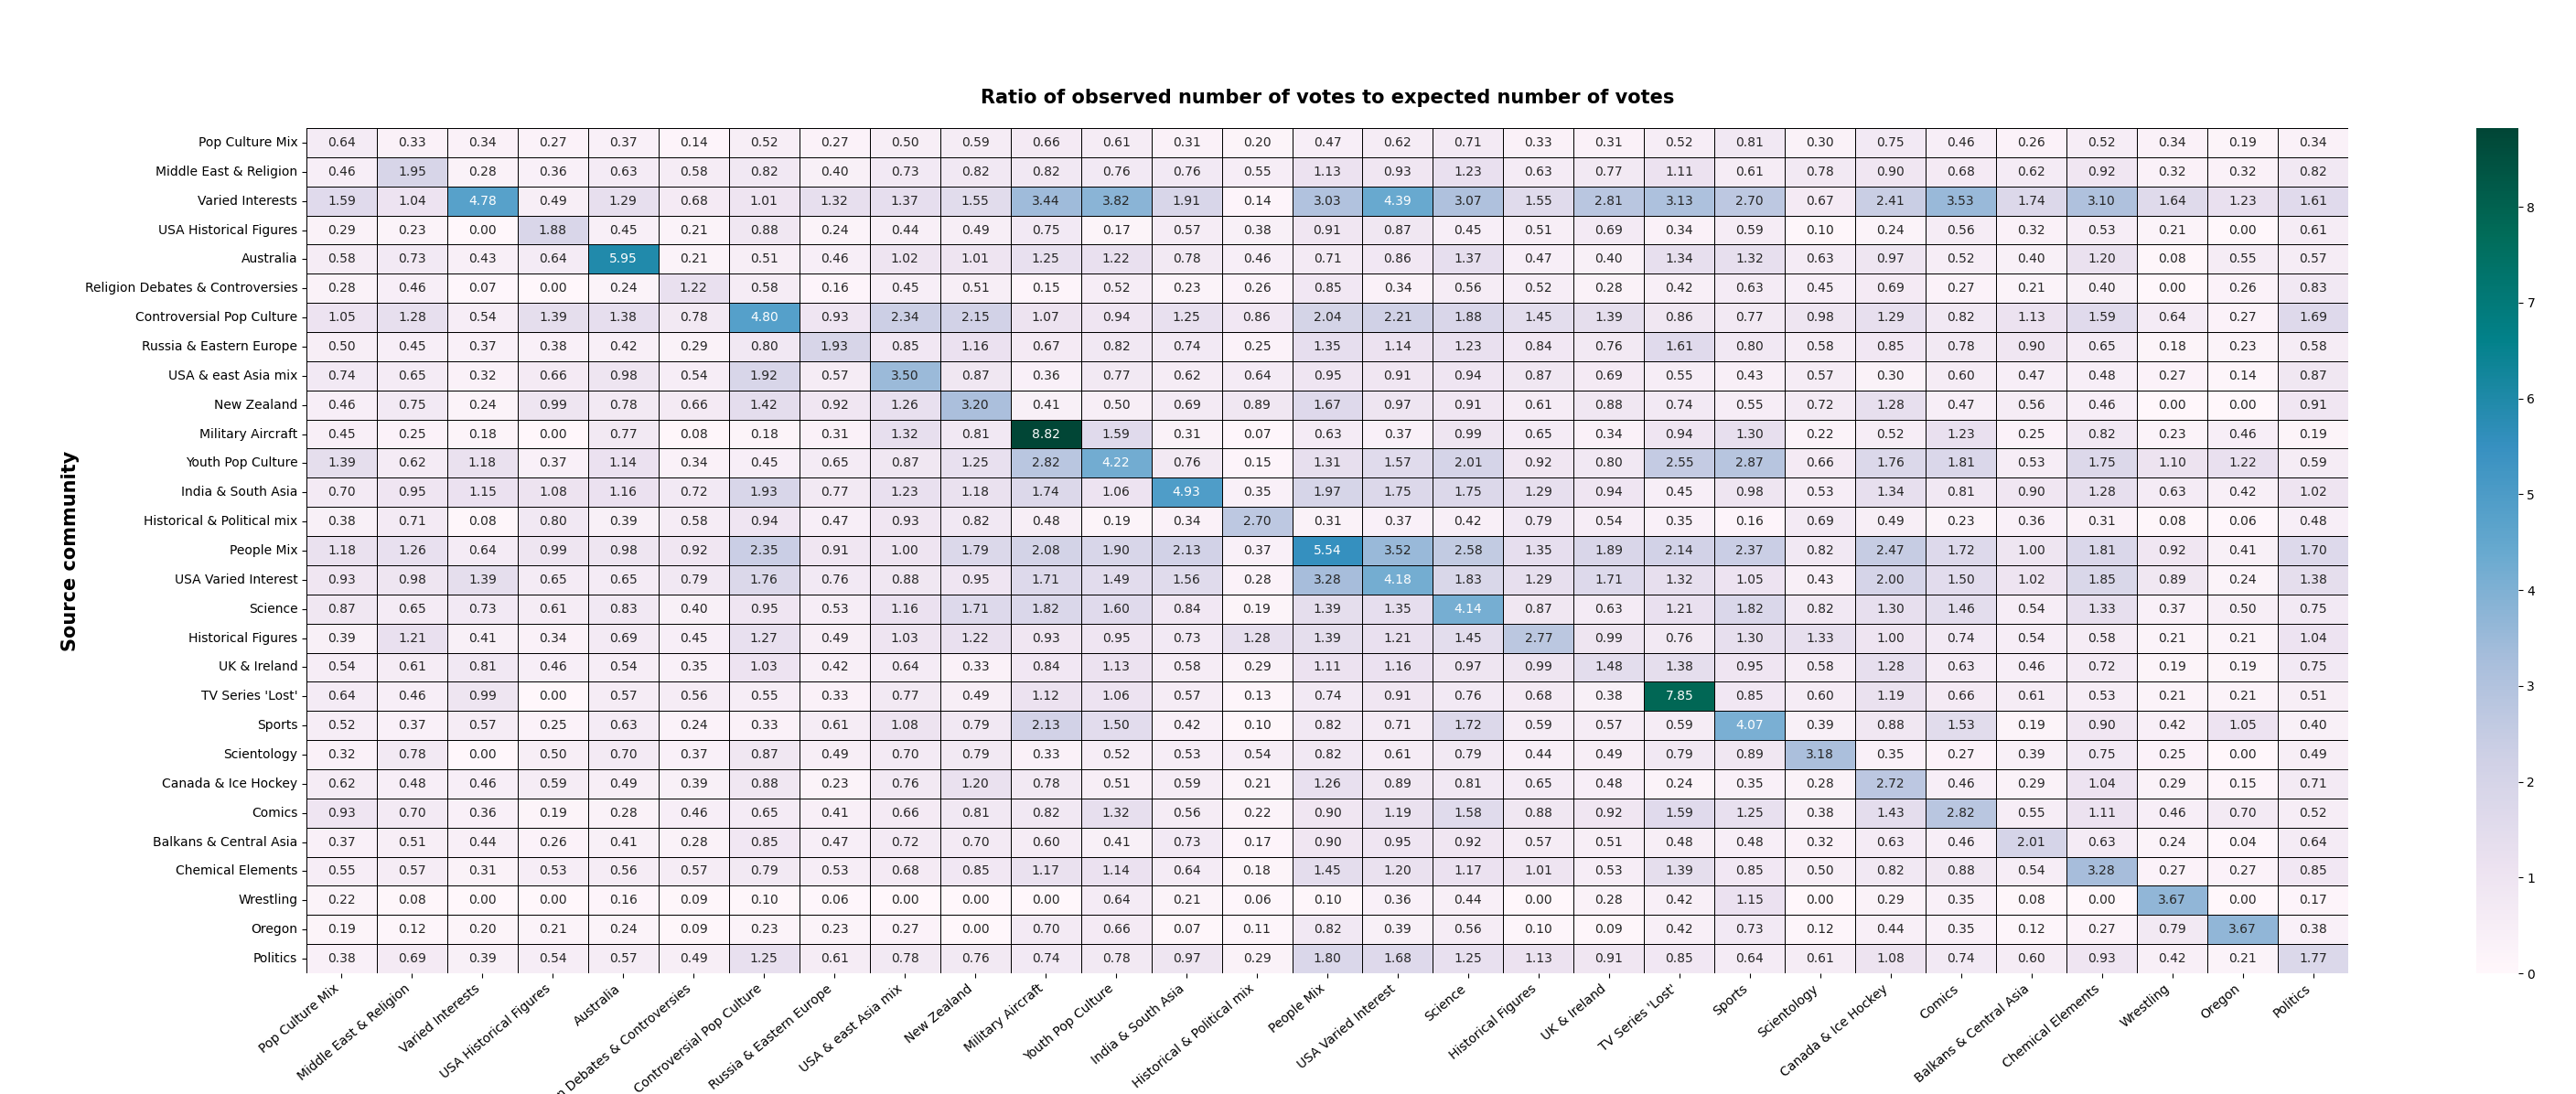 Ratio of observed number of votes to expected number of votes
Source community
Pop Culture Mix 0.64 0.33 0.34 0.27 0.37 0.14 0.52 0.27 0.50 0.59 0.66 0.61 0.31 0.20 0.47 0.62 0.71 0.33 0.31 0.52 0.81 0.30 0.75 0.46 0.26 0.52 0.34 0.19 0.34
Middle East & Religion 0.46 1.95 0.28 0.36 0.63 0.58 0.82 0.40 0.73 0.82 0.82 0.76 0.76 0.55 1.13 0.93 1.23 0.63 0.77 1.11 0.61 0.78 0.90 0.68 0.62 0.92 0.32 0.32 0.82
Varied Interests 1.59 1.04 4.78 0.49 1.29 0.68 1.01 1.32 1.37 1.55 3.44 3.82 1.91 0.14 3.03 4.39 3.07 1.55 2.81 3.13 2.70 0.67 2.41 3.53 1.74 3.10 1.64 1.23 1.61
USA Historical Figures 0.29 0.23 0.00 1.88 0.45 0.21 0.88 0.24 0.44 0.49 0.75 0.17 0.57 0.38 0.91 0.87 0.45 0.51 0.69 0.34 0.59 0.10 0.24 0.56 0.32 0.53 0.21 0.00 0.61
Australia 0.58 0.73 0.43 0.64 5.95 0.21 0.51 0.46 1.02 1.01 1.25 1.22 0.78 0.46 0.71 0.86 1.37 0.47 0.40 1.34 1.32 0.63 0.97 0.52 0.40 1.20 0.08 0.55 0.57
Religion Debates & Controversies 0.28 0.46 0.07 0.00 0.24 1.22 0.58 0.16 0.45 0.51 0.15 0.52 0.23 0.26 0.85 0.34 0.56 0.52 0.28 0.42 0.63 0.45 0.69 0.27 0.21 0.40 0.00 0.26 0.83
Controversial Pop Culture 1.05 1.28 0.54 1.39 1.38 0.78 4.80 0.93 2.34 2.15 1.07 0.94 1.25 0.86 2.04 2.21 1.88 1.45 1.39 0.86 0.77 0.98 1.29 0.82 1.13 1.59 0.64 0.27 1.69
Russia & Eastern Europe 0.50 0.45 0.37 0.38 0.42 0.29 0.80 1.93 0.85 1.16 0.67 0.82 0.74 0.25 1.35 1.14 1.23 0.84 0.76 1.61 0.80 0.58 0.85 0.78 0.90 0.65 0.18 0.23 0.58
USA & east Asia mix 0.74 0.65 0.32 0.66 0.98 0.54 1.92 0.57 3.50 0.87 0.36 0.77 0.62 0.64 0.95 0.91 0.94 0.87 0.69 0.55 0.43 0.57 0.30 0.60 0.47 0.48 0.27 0.14 0.87
New Zealand 0.46 0.75 0.24 0.99 0.78 0.66 1.42 0.92 1.26 3.20 0.41 0.50 0.69 0.89 1.67 0.97 0.91 0.61 0.88 0.74 0.55 0.72 1.28 0.47 0.56 0.46 0.00 0.00 0.91
Military Aircraft 0.45 0.25 0.18 0.00 0.77 0.08 0.18 0.31 1.32 0.81 8.82 1.59 0.31 0.07 0.63 0.37 0.99 0.65 0.34 0.94 1.30 0.22 0.52 1.23 0.25 0.82 0.23 0.46 0.19
Youth Pop Culture 1.39 0.62 1.18 0.37 1.14 0.34 0.45 0.65 0.87 1.25 2.82 4.22 0.76 0.15 1.31 1.57 2.01 0.92 0.80 2.55 2.87 0.66 1.76 1.81 0.53 1.75 1.10 1.22 0.59
India & South Asia 0.70 0.95 1.15 1.08 1.16 0.72 1.93 0.77 1.23 1.18 1.74 1.06 4.93 0.35 1.97 1.75 1.75 1.29 0.94 0.45 0.98 0.53 1.34 0.81 0.90 1.28 0.63 0.42 1.02
Historical & Political mix 0.38 0.71 0.08 0.80 0.39 0.58 0.94 0.47 0.93 0.82 0.48 0.19 0.34 2.70 0.31 0.37 0.42 0.79 0.54 0.35 0.16 0.69 0.49 0.23 0.36 0.31 0.08 0.06 0.48
People Mix 1.18 1.26 0.64 0.99 0.98 0.92 2.35 0.91 1.00 1.79 2.08 1.90 2.13 0.37 5.54 3.52 2.58 1.35 1.89 2.14 2.37 0.82 2.47 1.72 1.00 1.81 0.92 0.41 1.70
USA Varied Interest 0.93 0.98 1.39 0.65 0.65 0.79 1.76 0.76 0.88 0.95 1.71 1.49 1.56 0.28 3.28 4.18 1.83 1.29 1.71 1.32 1.05 0.43 2.00 1.50 1.02 1.85 0.89 0.24 1.38
Science 0.87 0.65 0.73 0.61 0.83 0.40 0.95 0.53 1.16 1.71 1.82 1.60 0.84 0.19 1.39 1.35 4.14 0.87 0.63 1.21 1.82 0.82 1.30 1.46 0.54 1.33 0.37 0.50 0.75
Historical Figures 0.39 1.21 0.41 0.34 0.69 0.45 1.27 0.49 1.03 1.22 0.93 0.95 0.73 1.28 1.39 1.21 1.45 2.77 0.99 0.76 1.30 1.33 1.00 0.74 0.54 0.58 0.21 0.21 1.04
UK & Ireland 0.54 0.61 0.81 0.46 0.54 0.35 1.03 0.42 0.64 0.33 0.84 1.13 0.58 0.29 1.11 1.16 0.97 0.99 1.48 1.38 0.95 0.58 1.28 0.63 0.46 0.72 0.19 0.19 0.75
TV Series 'Lost' 0.64 0.46 0.99 0.00 0.57 0.56 0.55 0.33 0.77 0.49 1.12 1.06 0.57 0.13 0.74 0.91 0.76 0.68 0.38 7.85 0.85 0.60 1.19 0.66 0.61 0.53 0.21 0.21 0.51
Sports 0.52 0.37 0.57 0.25 0.63 0.24 0.33 0.61 1.08 0.79 2.13 1.50 0.42 0.10 0.82 0.71 1.72 0.59 0.57 0.59 4.07 0.39 0.88 1.53 0.19 0.90 0.42 1.05 0.40
Scientology 0.32 0.78 0.00 0.50 0.70 0.37 0.87 0.49 0.70 0.79 0.33 0.52 0.53 0.54 0.82 0.61 0.79 0.44 0.49 0.79 0.89 3.18 0.35 0.27 0.39 0.75 0.25 0.00 0.49
Canada & Ice Hockey 0.62 0.48 0.46 0.59 0.49 0.39 0.88 0.23 0.76 1.20 0.78 0.51 0.59 0.21 1.26 0.89 0.81 0.65 0.48 0.24 0.35 0.28 2.72 0.46 0.29 1.04 0.29 0.15 0.71
Comics 0.93 0.70 0.36 0.19 0.28 0.46 0.65 0.41 0.66 0.81 0.82 1.32 0.56 0.22 0.90 1.19 1.58 0.88 0.92 1.59 1.25 0.38 1.43 2.82 0.55 1.11 0.46 0.70 0.52
Balkans & Central Asia 0.37 0.51 0.44 0.26 0.41 0.28 0.85 0.47 0.72 0.70 0.60 0.41 0.73 0.17 0.90 0.95 0.92 0.57 0.51 0.48 0.48 0.32 0.63 0.46 2.01 0.63 0.24 0.04 0.64
Chemical Elements 0.55 0.57 0.31 0.53 0.56 0.57 0.79 0.53 0.68 0.85 1.17 1.14 0.64 0.18 1.45 1.20 1.17 1.01 0.53 1.39 0.85 0.50 0.82 0.88 0.54 3.28 0.27 0.27 0.85
Wrestling 0.22 0.08 0.00 0.00 0.16 0.09 0.10 0.06 0.00 0.00 0.00 0.64 0.21 0.06 0.10 0.36 0.44 0.00 0.28 0.42 1.15 0.00 0.29 0.35 0.08 0.00 3.67 0.00 0.17
Oregon 0.19 0.12 0.20 0.21 0.24 0.09 0.23 0.23 0.27 0.00 0.70 0.66 0.07 0.11 0.82 0.39 0.56 0.10 0.09 0.42 0.73 0.12 0.44 0.35 0.12 0.27 0.79 3.67 0.38
Politics 0.38 0.69 0.39 0.54 0.57 0.49 1.25 0.61 0.78 0.76 0.74 0.78 0.97 0.29 1.80 1.68 1.25 1.13 0.91 0.85 0.64 0.61 1.08 0.74 0.60 0.93 0.42 0.21 1.77
Pop Culture Mix
Middle East & Religion
Varied Interests
USA Historical Figures
Australia
n Debates & Controversies
Controversial Pop Culture
Russia & Eastern Europe
USA & east Asia mix
New Zealand
Military Aircraft
Youth Pop Culture
India & South Asia
Historical & Political mix
People Mix
USA Varied Interest
Science
Historical Figures
UK & Ireland
TV Series 'Lost'
Sports
Scientology
Canada & Ice Hockey
Comics
Balkans & Central Asia
Chemical Elements
Wrestling
Oregon
Politics
8
7
6
5
4
3
2
1
0